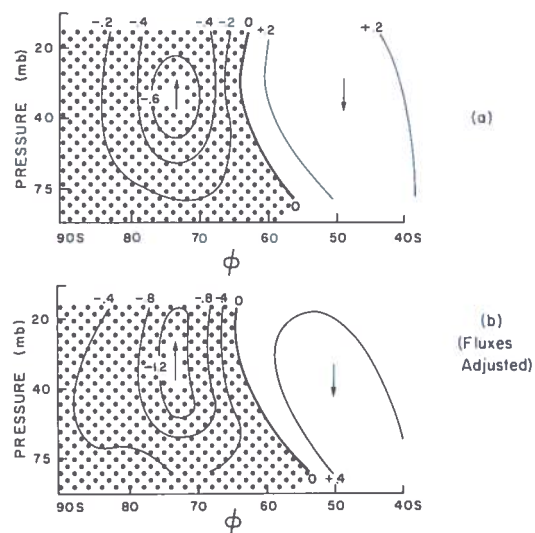 -.2 -.4 -.4 -.2 0 +.2 +.2
20
-.6
40
75
0
PRESSURE (mb)
(a)
90S 80 70 60 50 40S
ϕ
-.4 -.8 -.8 -.4 0
20
-1.2
40
75
0 +.4
PRESSURE (mb)
(b)
(Fluxes
Adjusted)
90S 80 70 60 50 40S
ϕ